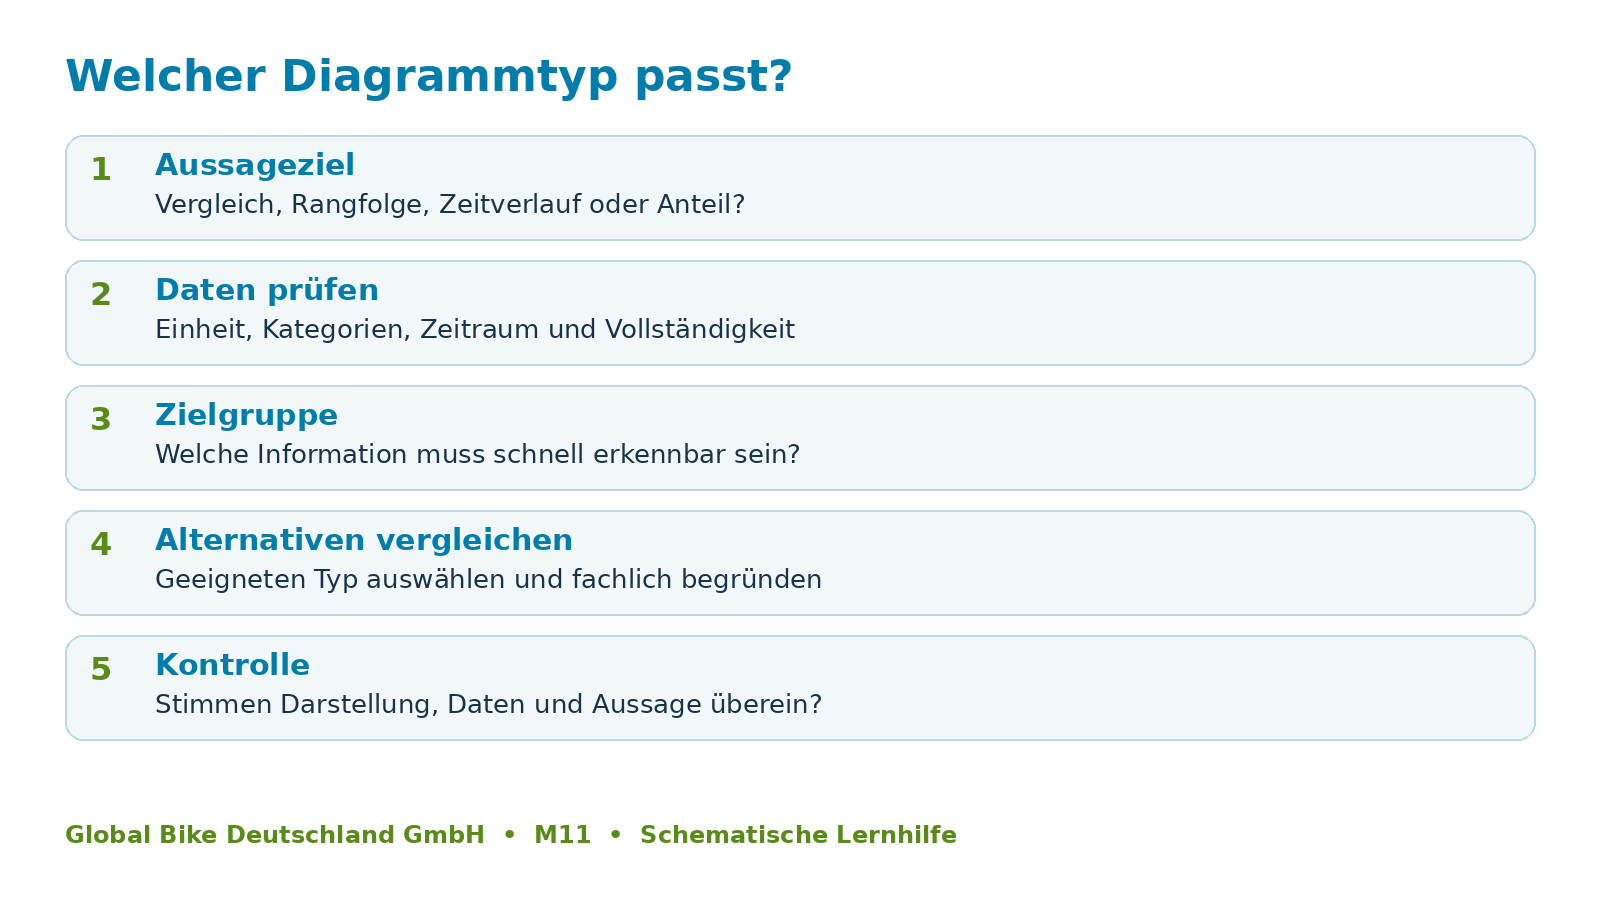 Welcher Diagrammtyp passt?
1 Aussageziel
Vergleich, Rangfolge, Zeitverlauf oder Anteil?
2 Daten prüfen
Einheit, Kategorien, Zeitraum und Vollständigkeit
3 Zielgruppe
Welche Information muss schnell erkennbar sein?
4 Alternativen vergleichen
Geeigneten Typ auswählen und fachlich begründen
5 Kontrolle
Stimmen Darstellung, Daten und Aussage überein?
Global Bike Deutschland GmbH • M11 • Schematische Lernhilfe